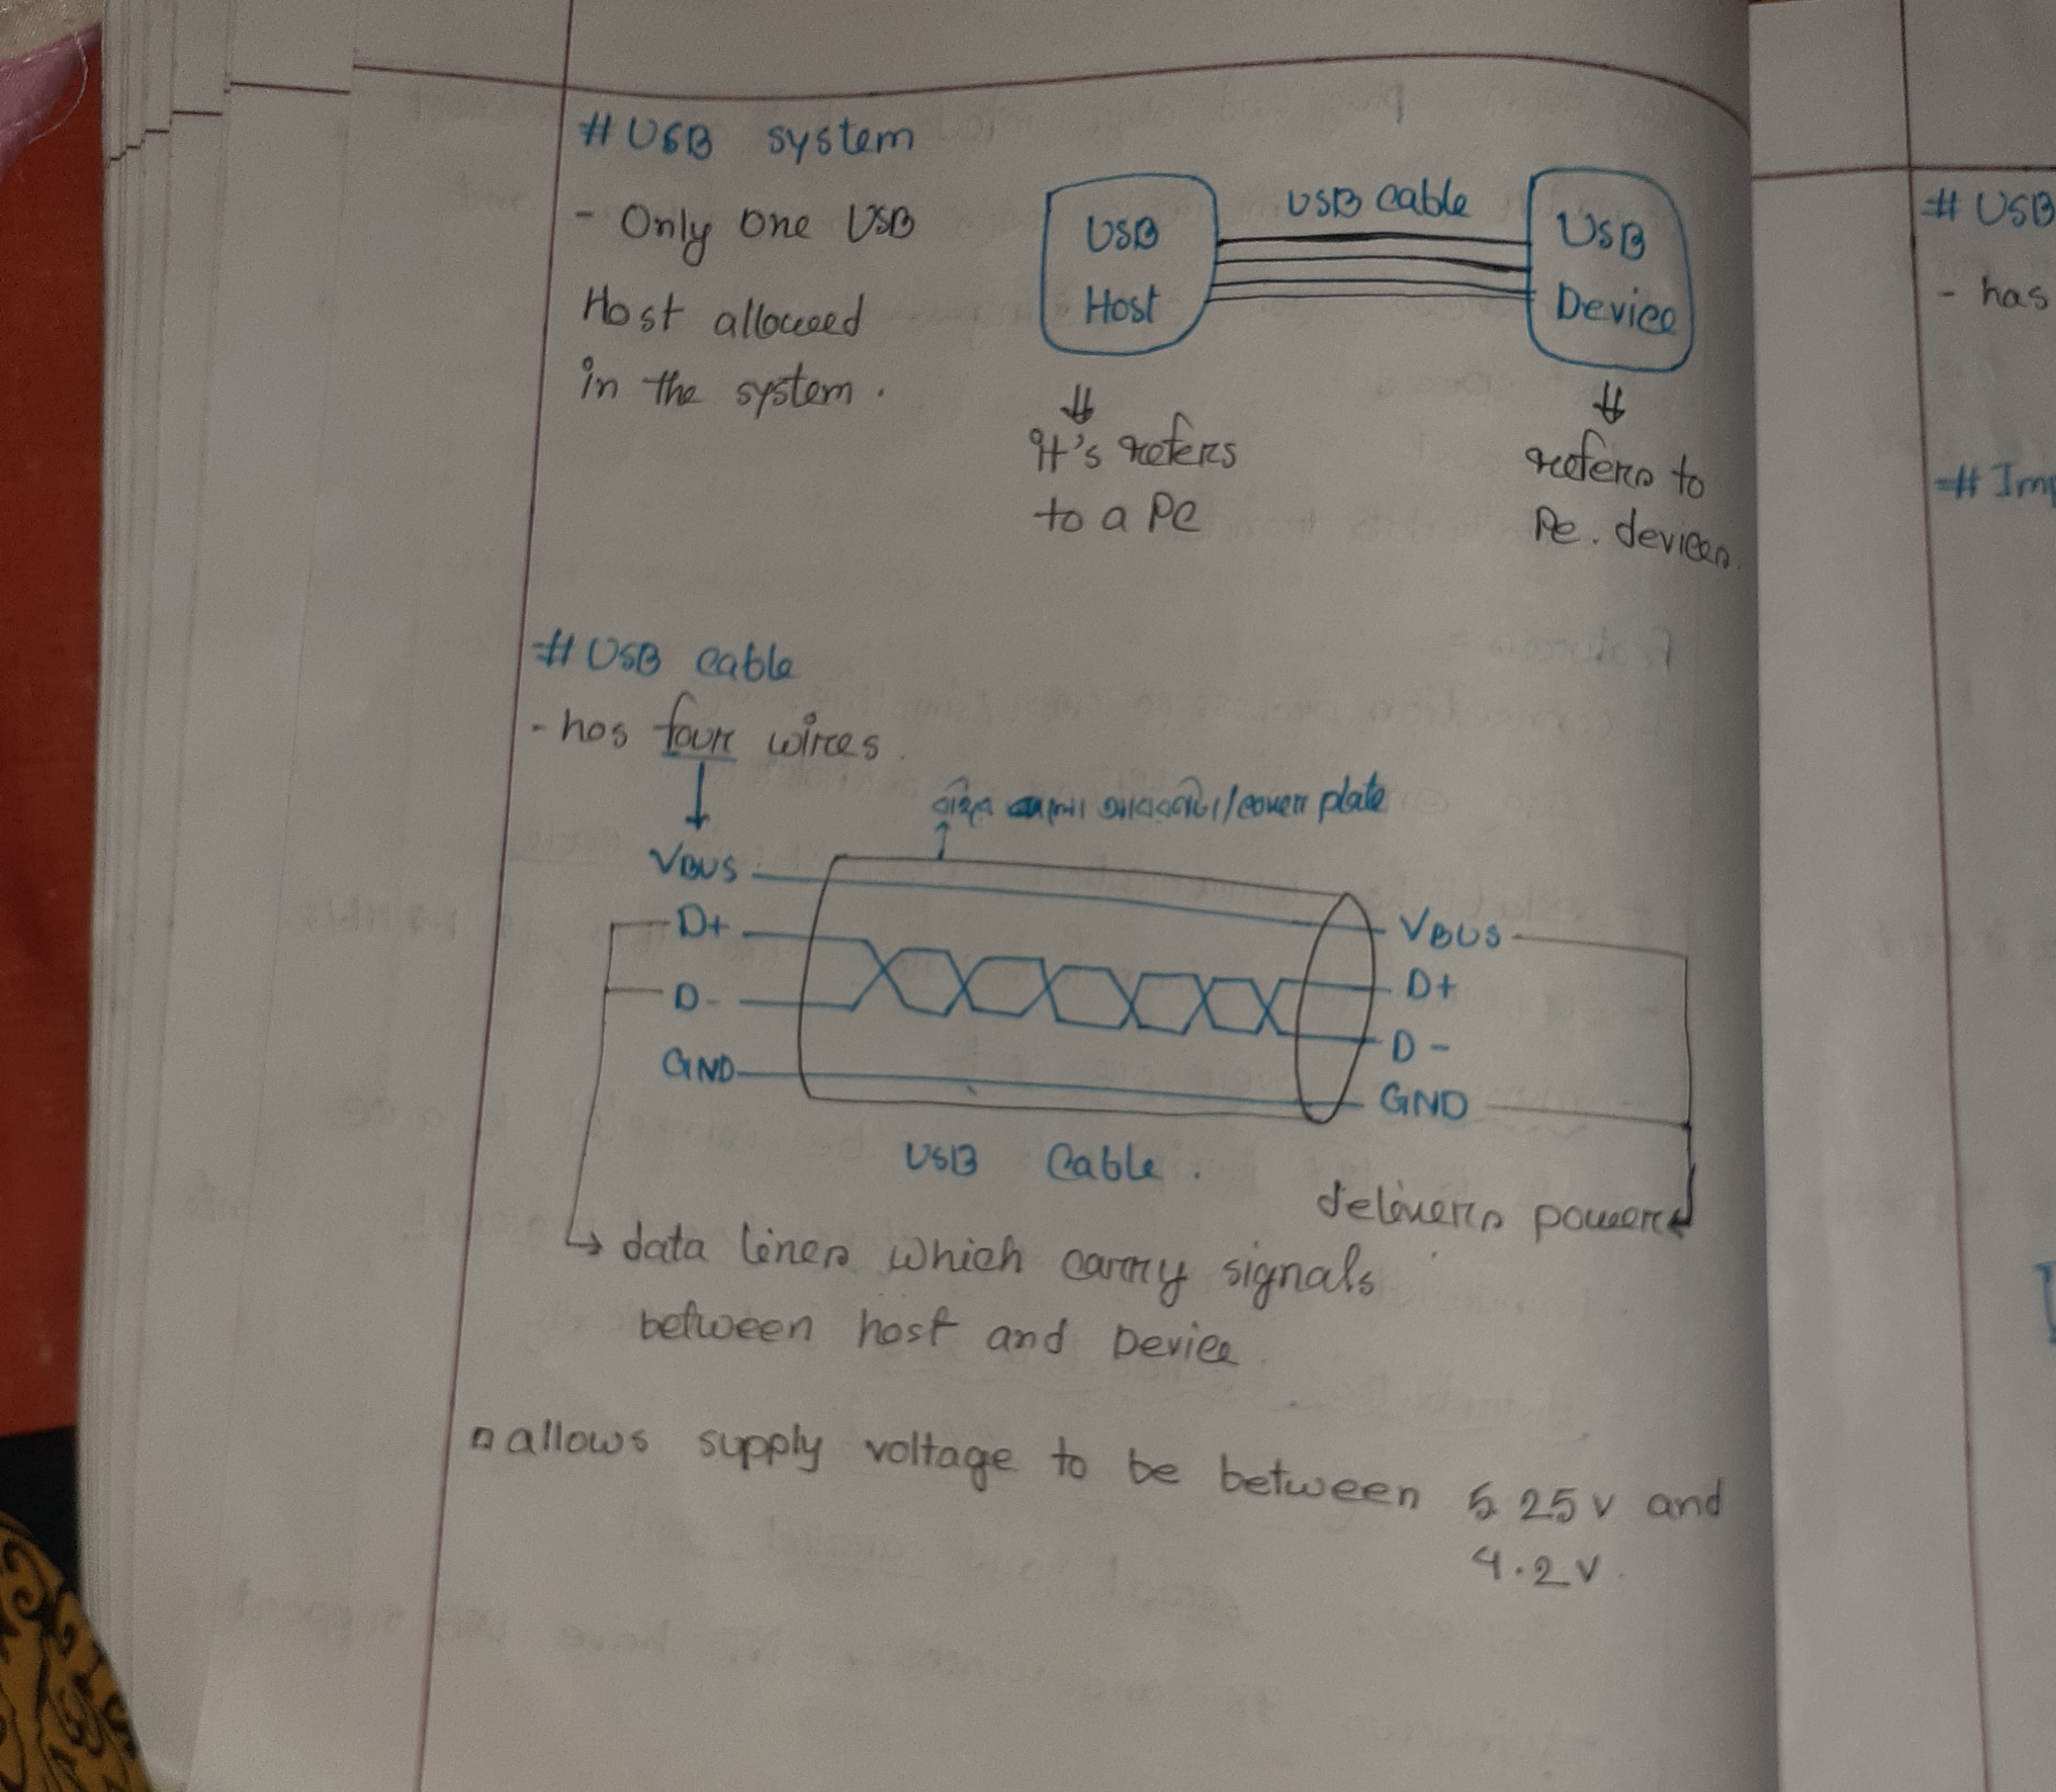 # USB system
- Only one USB
Host allowed
in the system.
USB
Host
USB cable
USB
Device
it's refers
to a PC
refers to
Pe. devices.
# USB cable
- has four wires.
/cover plate
VBUS
D+
D-
GND
VBUS
D+
D-
GND
USB Cable.
delivers power
data lines which carry signals
between host and Device.
allows supply voltage to be between 5.25 v and
4.2 v.
# USB
- has
# Imp